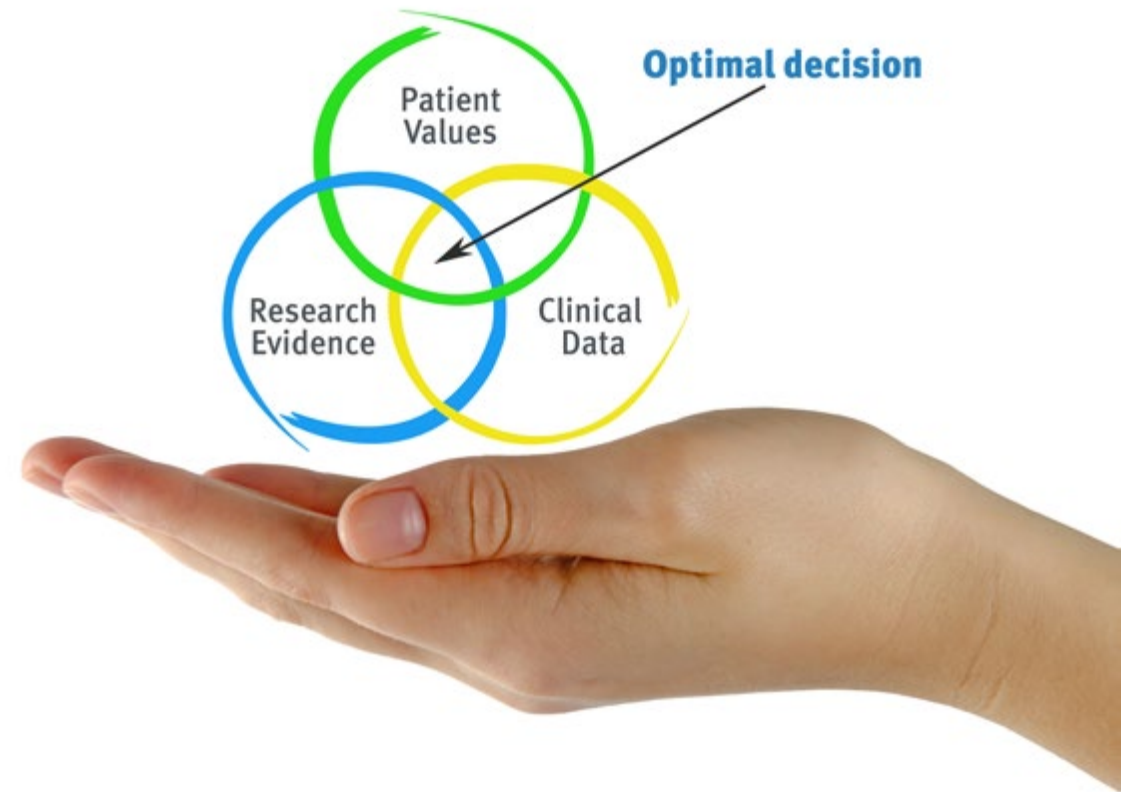 Optimal decision
Patient
Values
Research
Evidence
Clinical
Data